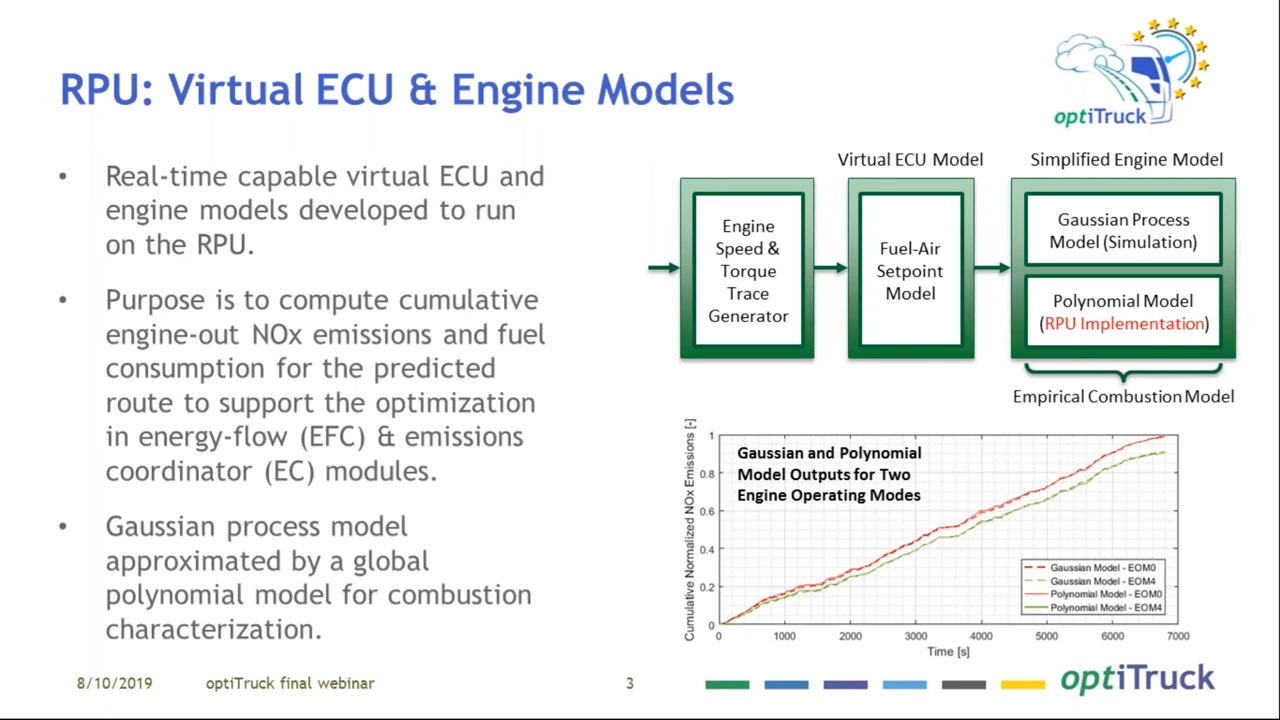 RPU: Virtual ECU & Engine Models
optiTruck
• Real-time capable virtual ECU and
engine models developed to run
on the RPU.
• Purpose is to compute cumulative
engine-out NOx emissions and fuel
consumption for the predicted
route to support the optimization
in energy-flow (EFC) & emissions
coordinator (EC) modules.
• Gaussian process model
approximated by a global
polynomial model for combustion
characterization.
Virtual ECU Model
Simplified Engine Model
Engine
Speed &
Torque
Trace
Generator
Fuel-Air
Setpoint
Model
Gaussian Process
Model (Simulation)
Polynomial Model
(RPU Implementation)
Empirical Combustion Model
Cumulative Normalized NOx Emissions [-]
Gaussian and Polynomial
Model Outputs for Two
Engine Operating Modes
1
0.8
0.6
0.4
0.2
0
Gaussian Model - EOM0
Gaussian Model - EOM4
Polynomial Model - EOM0
Polynomial Model - EOM4
0 1000 2000 3000 4000 5000 6000 7000
Time [s]
8/10/2019 optiTruck final webinar 3
optiTruck